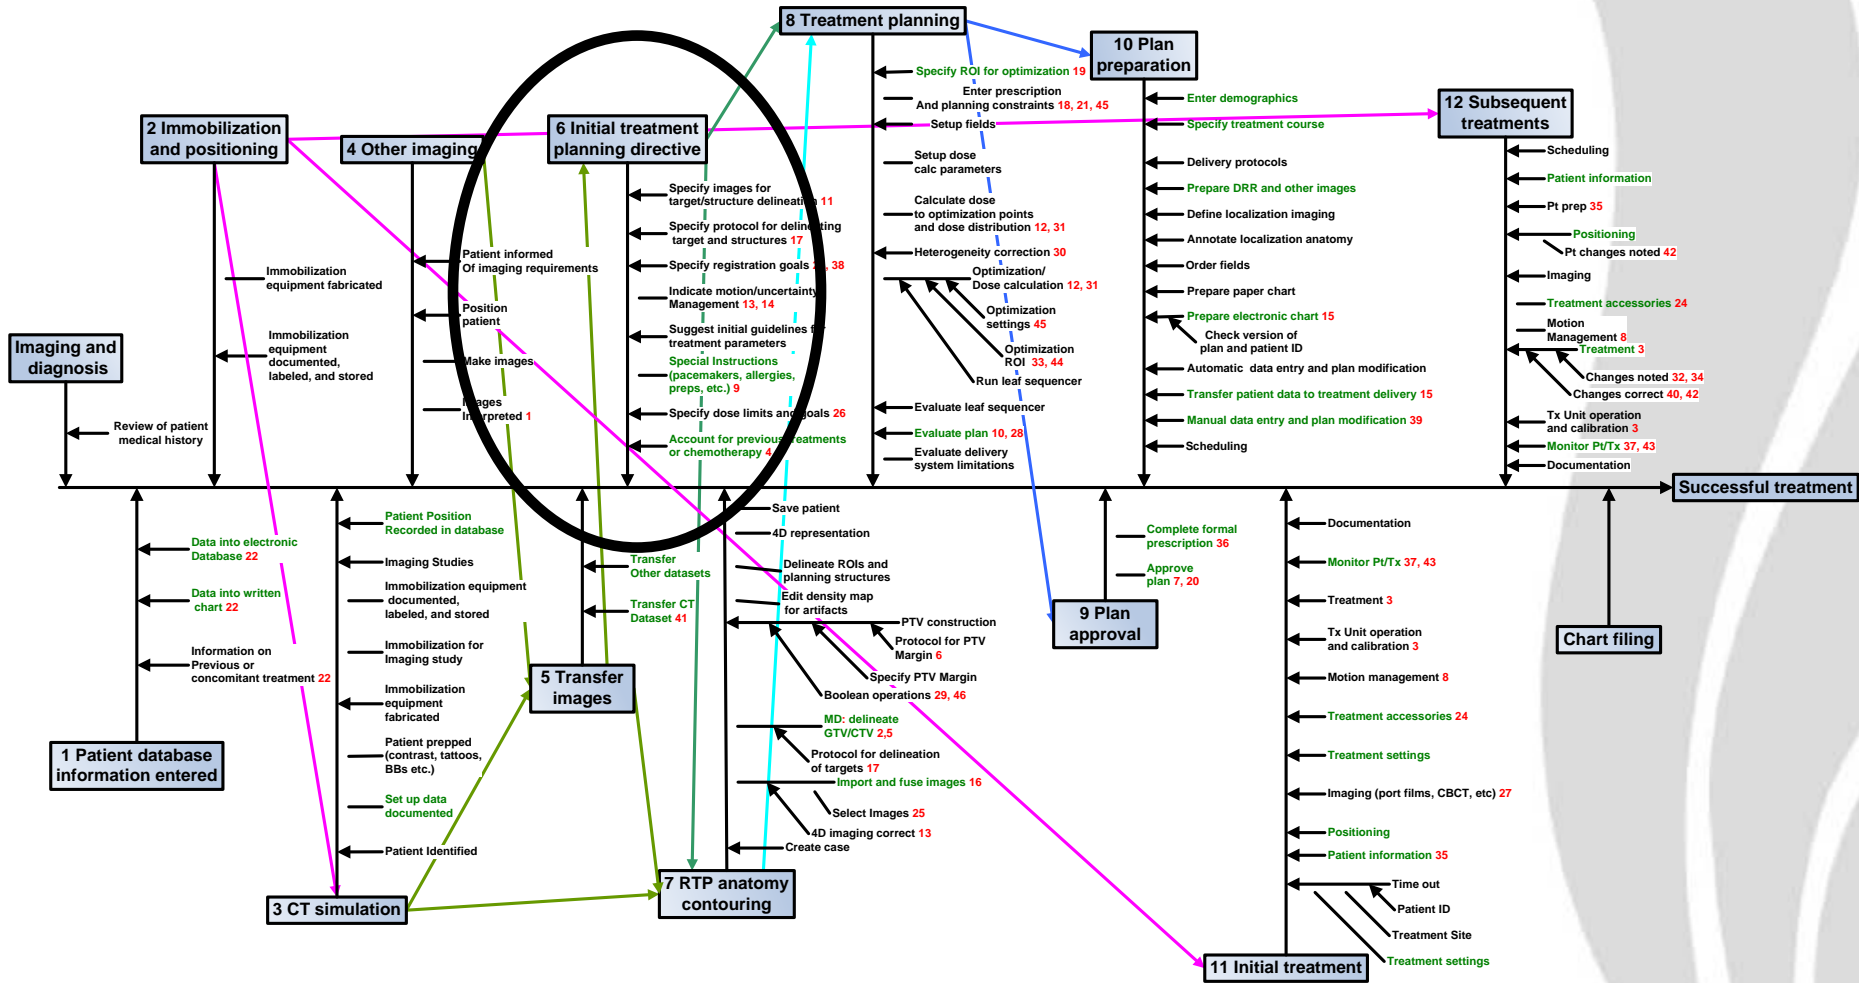 8 Treatment planning
10 Plan
preparation
12 Subsequent
treatments
2 Immobilization
and positioning
4 Other imaging
6 Initial treatment
planning directive
Imaging and
diagnosis
Review of patient
medical history
Immobilization
equipment fabricated
Immobilization
equipment
documented,
labeled, and stored
Patient informed
Of imaging requirements
Position
patient
Make images
Images
Interpreted 1
Specify images for
target/structure delineation 11
Specify protocol for delineating
target and structures 17
Specify registration goals , 38
Indicate motion/uncertainty
Management 13, 14
Suggest initial guidelines for
treatment parameters
Special Instructions
(pacemakers, allergies,
preps, etc.) 9
Specify dose limits and goals 26
Account for previous treatments
or chemotherapy 4
Specify ROI for optimization 19
Enter prescription
And planning constraints 18, 21, 45
Setup fields
Setup dose
calc parameters
Calculate dose
to optimization points
and dose distribution 12, 31
Heterogeneity correction 30
Optimization/
Dose calculation 12, 31
Optimization
settings 45
Optimization
ROI 33, 44
Run leaf sequencer
Evaluate leaf sequencer
Evaluate plan 10, 28
Evaluate delivery
system limitations
Enter demographics
Specify treatment course
Delivery protocols
Prepare DRR and other images
Define localization imaging
Annotate localization anatomy
Order fields
Prepare paper chart
Prepare electronic chart 15
Check version of
plan and patient ID
Automatic data entry and plan modification
Transfer patient data to treatment delivery 15
Manual data entry and plan modification 39
Scheduling
Scheduling
Patient information
Pt prep 35
Positioning
Pt changes noted 42
Imaging
Treatment accessories 24
Motion
Management 8
Treatment 3
Changes noted 32, 34
Changes correct 40, 42
Tx Unit operation
and calibration 3
Monitor Pt/Tx 37, 43
Documentation
Successful treatment
Data into electronic
Database 22
Data into written
chart 22
Information on
Previous or
concomitant treatment 22
1 Patient database
information entered
Patient Position
Recorded in database
Imaging Studies
Immobilization equipment
documented,
labeled, and stored
Immobilization for
Imaging study
Immobilization
equipment
fabricated
Patient prepped
(contrast, tattoos,
BBs etc.)
Set up data
documented
Patient Identified
3 CT simulation
Transfer
Other datasets
Transfer CT
Dataset 41
5 Transfer
images
Save patient
4D representation
Delineate ROIs and
planning structures
Edit density map
for artifacts
PTV construction
Protocol for PTV
Margin 6
Specify PTV Margin
Boolean operations 29, 46
MD: delineate
GTV/CTV 2,5
Protocol for delineation
of targets 17
Import and fuse images 16
Select Images 25
4D imaging correct 13
Create case
7 RTP anatomy
contouring
Complete formal
prescription 36
Approve
plan 7, 20
9 Plan
approval
Documentation
Monitor Pt/Tx 37, 43
Treatment 3
Tx Unit operation
and calibration 3
Motion management 8
Treatment accessories 24
Treatment settings
Imaging (port films, CBCT, etc) 27
Positioning
Patient information 35
Time out
Patient ID
Treatment Site
Treatment settings
11 Initial treatment
Chart filing